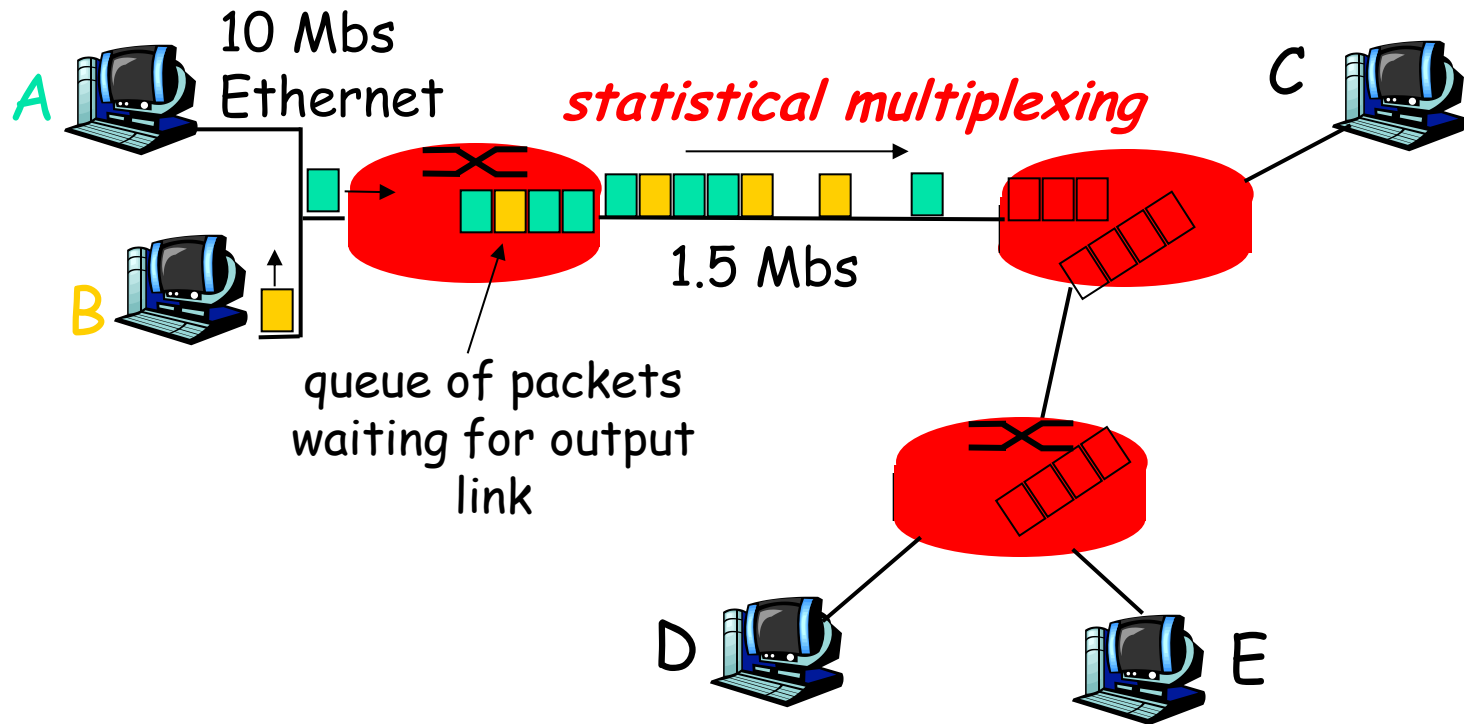 10 Mbs
Ethernet
A
statistical multiplexing
C
1.5 Mbs
B
queue of packets
waiting for output
link
D
E